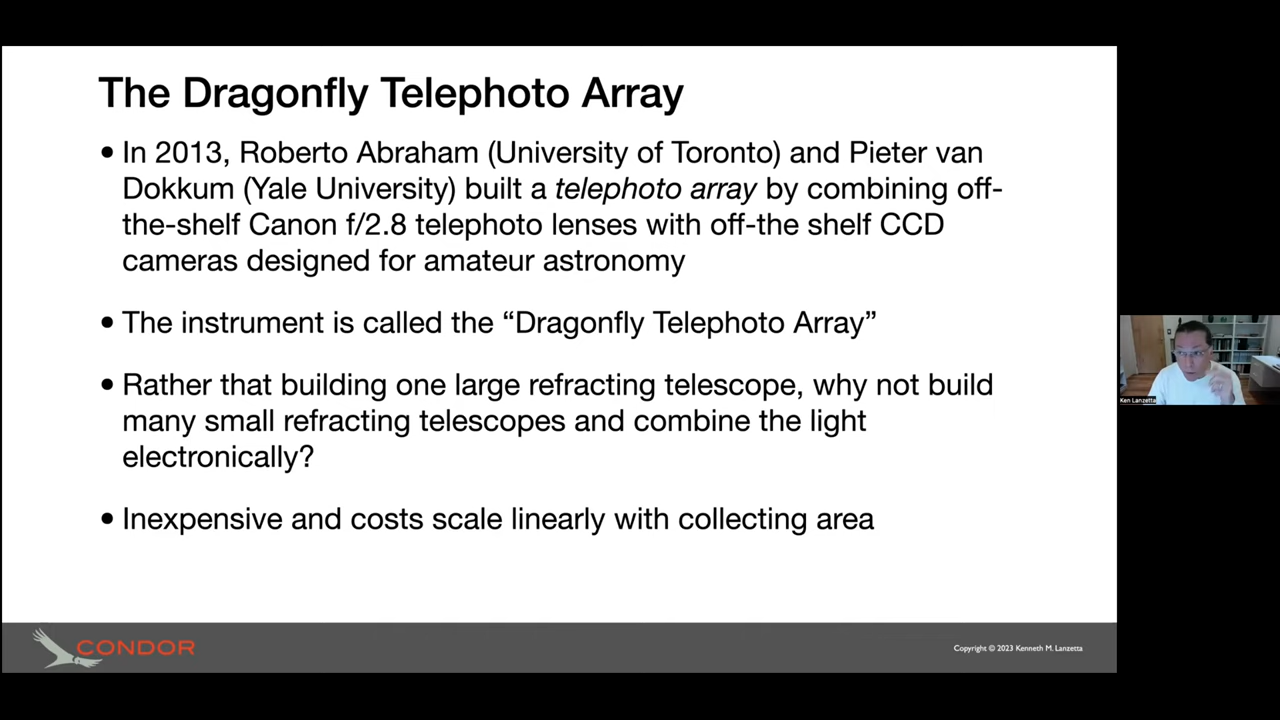 The Dragonfly Telephoto Array
• In 2013, Roberto Abraham (University of Toronto) and Pieter van
Dokkum (Yale University) built a telephoto array by combining off-
the-shelf Canon f/2.8 telephoto lenses with off-the shelf CCD
cameras designed for amateur astronomy
• The instrument is called the “Dragonfly Telephoto Array”
• Rather that building one large refracting telescope, why not build
many small refracting telescopes and combine the light
electronically?
• Inexpensive and costs scale linearly with collecting area
CONDOR
Copyright © 2023 Kenneth M. Lanzetta
Ken Lanzetta